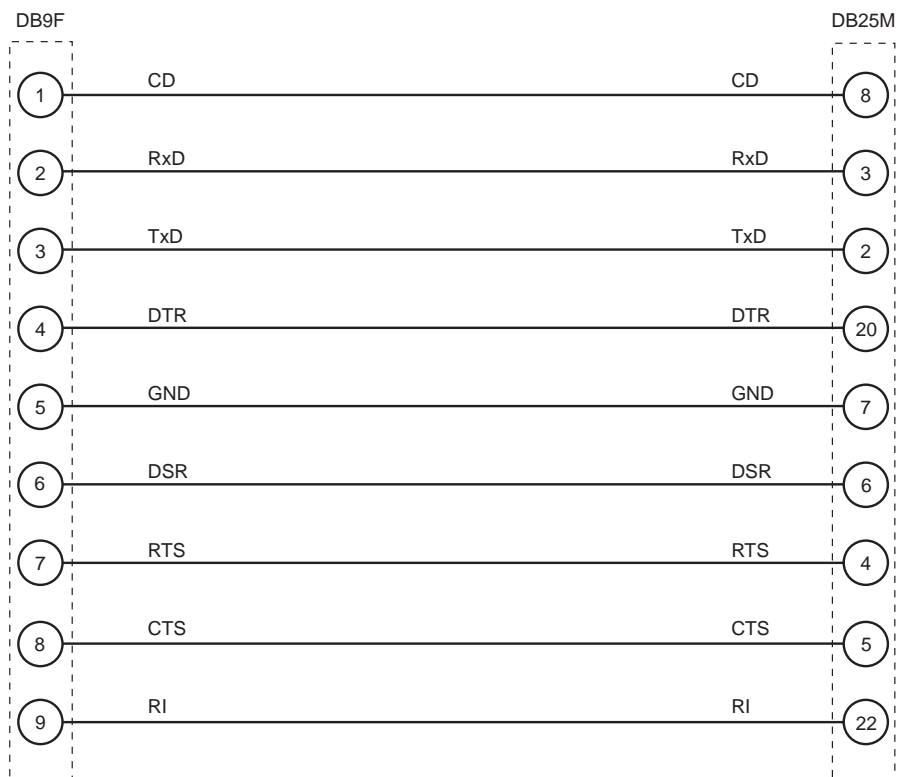 DB9F DB25M
1 CD CD 8
2 RxD RxD 3
3 TxD TxD 2
4 DTR DTR 20
5 GND GND 7
6 DSR DSR 6
7 RTS RTS 4
8 CTS CTS 5
9 RI RI 22